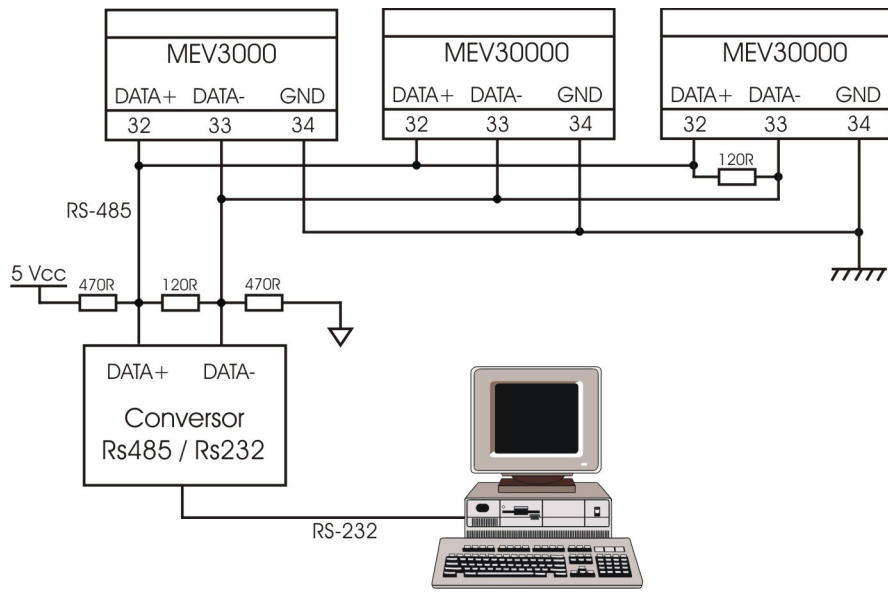 MEV3000 MEV30000 MEV30000
DATA+ DATA- GND DATA+ DATA- GND DATA+ DATA- GND
32 33 34 32 33 34 32 33 34
120R
RS-485
5 Vcc 470R 120R 470R
DATA+ DATA-
Conversor
Rs485 / Rs232
RS-232